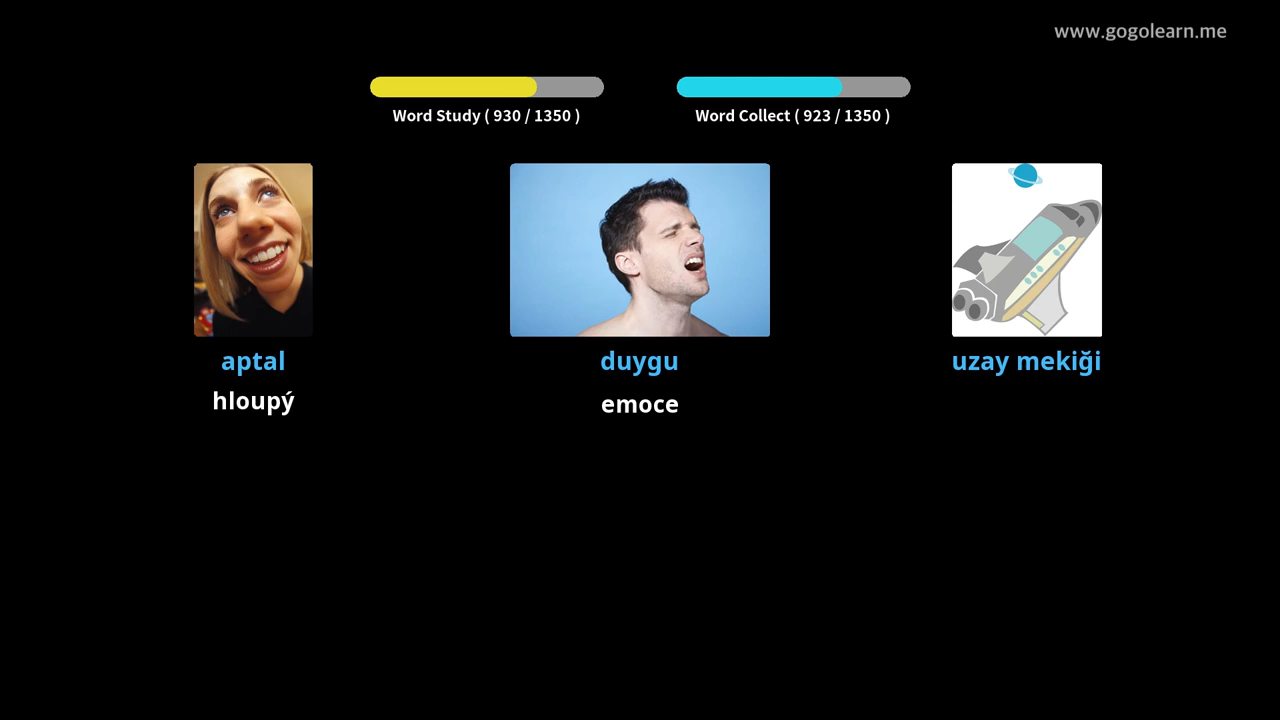 www.gogolearn.me
Word Study ( 930 / 1350 )
Word Collect ( 923 / 1350 )
aptal
duygu
uzay mekiği
hloupý
emoce